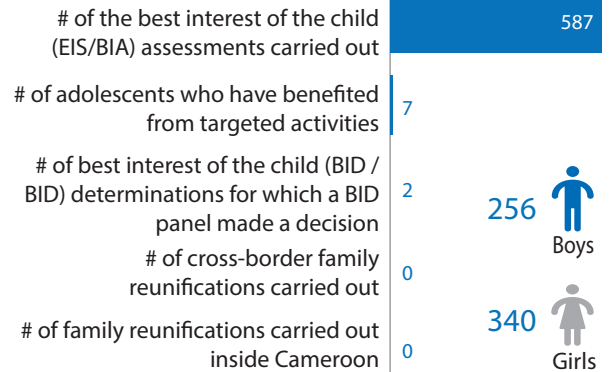 # of the best interest of the child
(EIS/BIA) assessments carried out
587
# of adolescents who have benefited
from targeted activities
7
# of best interest of the child (BID /
BID) determinations for which a BID
panel made a decision
2
256
Boys
# of cross-border family
reunifications carried out
0
340
Girls
# of family reunifications carried out
inside Cameroon
0